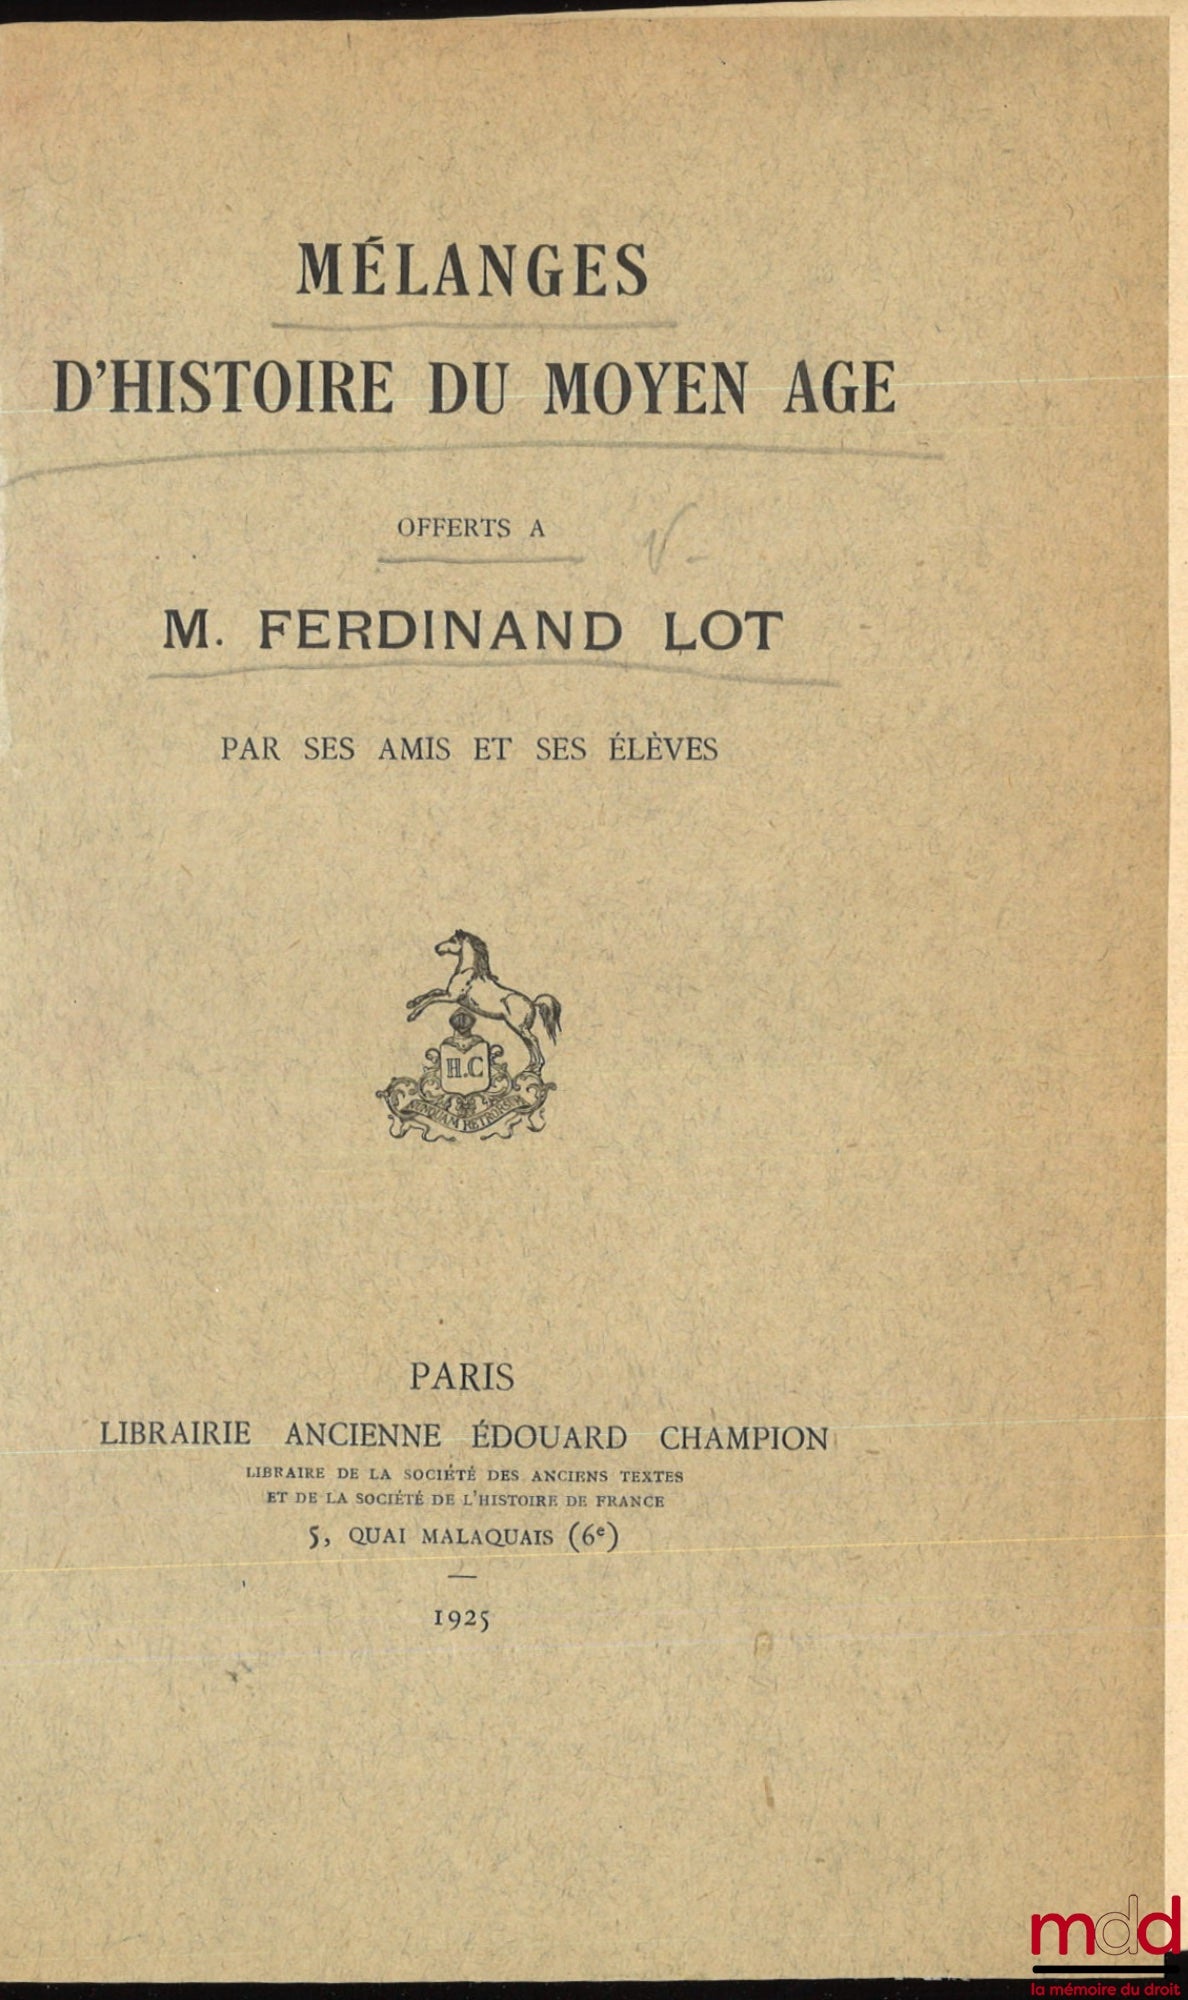 MÉLANGES
D'HISTOIRE DU MOYEN AGE
OFFERTS A
M. FERDINAND LOT
PAR SES AMIS ET SES ÉLÈVES
H.C
NUNQUAM RETRORSUM
PARIS
LIBRAIRIE ANCIENNE ÉDOUARD CHAMPION
LIBRAIRE DE LA SOCIÉTÉ DES ANCIENS TEXTES
ET DE LA SOCIÉTÉ DE L'HISTOIRE DE FRANCE
5, QUAI MALAQUAIS (6e)
1925
mdd
la mémoire du droit